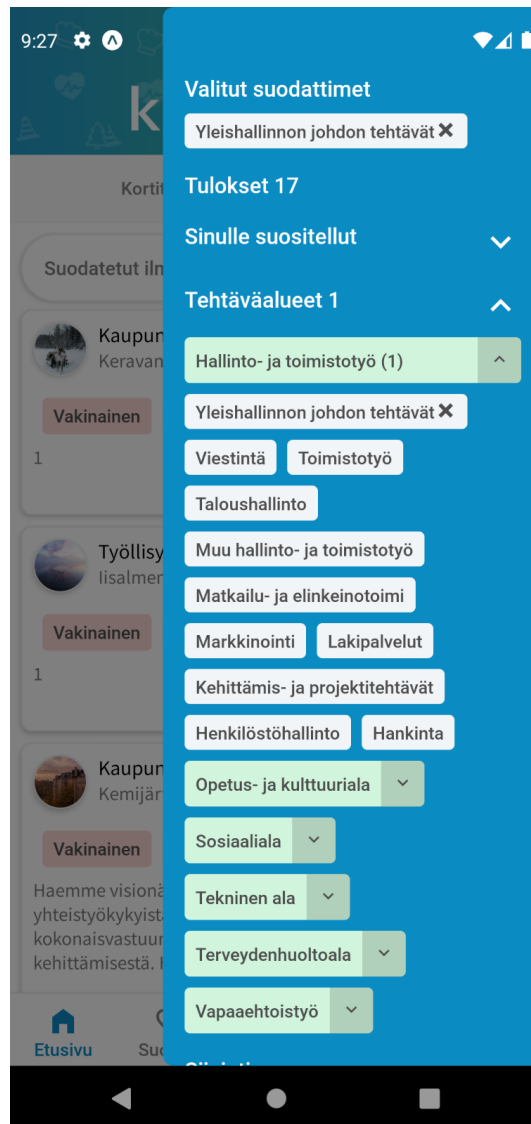 9:27
k
Valitut suodattimet
Yleishallinnon johdon tehtävät
Tulokset 17
Kortit
Sinulle suositellut
Suodatetut
Tehtäväalueet 1
Hallinto- ja toimistotyö (1)
Yleishallinnon johdon tehtävät
Viestintä Toimistotyö
Taloushallinto
Muu hallinto- ja toimistotyö
Matkailu- ja elinkeinotoimi
Markkinointi Lakipalvelut
Kehittämis- ja projektitehtävät
Henkilöstöhallinto Hankinta
Opetus- ja kulttuuriala
Sosiaaliala
Tekninen ala
Terveydenhuoltoala
Vapaaehtoistyö
Kaupun
Keravan
Vakinainen
1
Työllisy
Iisalmen
Vakinainen
1
Kaupun
Kemijär
Vakinainen
Haemme visionä
yhteistyökykyist
kokonaisvastuun
kehittämisestä.
Etusivu Suo